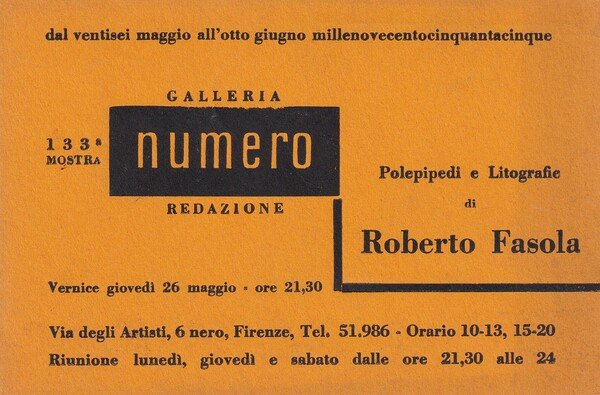 dal ventisei maggio all'otto giugno millenovecentocinquantacinque
GALLERIA
133ª
MOSTRA
numero
REDAZIONE
Polepipedi e Litografie
di
Roberto Fasola
Vernice giovedì 26 maggio - ore 21,30
Via degli Artisti, 6 nero, Firenze, Tel. 51.986 - Orario 10-13, 15-20
Riunione lunedì, giovedì e sabato dalle ore 21,30 alle 24